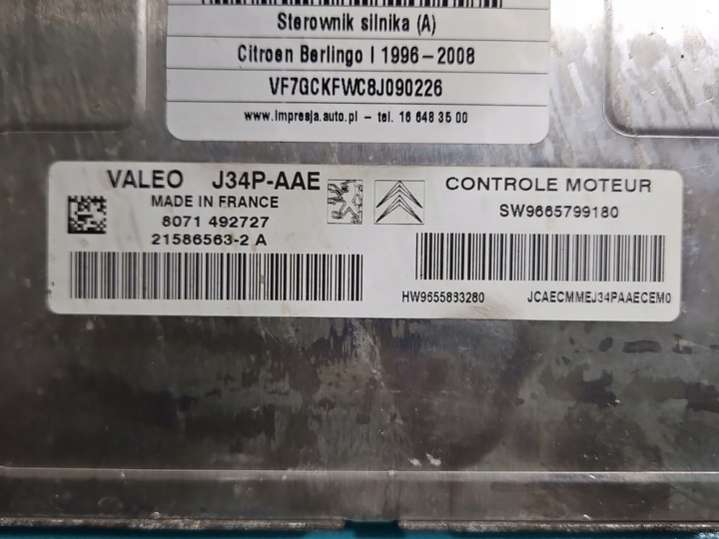 Sterownik silnika (A)
Citroen Berlingo I 1996-2008
VF7GCKFWC8J090226
www.impresja.auto.pl - tel. 16 648 35 00
VALEO J34P-AAE
MADE IN FRANCE
8071 492727
21586563-2 A
CONTROLE MOTEUR
SW9665799180
HW9655833280 JCAECMMEJ34PAAECEM0